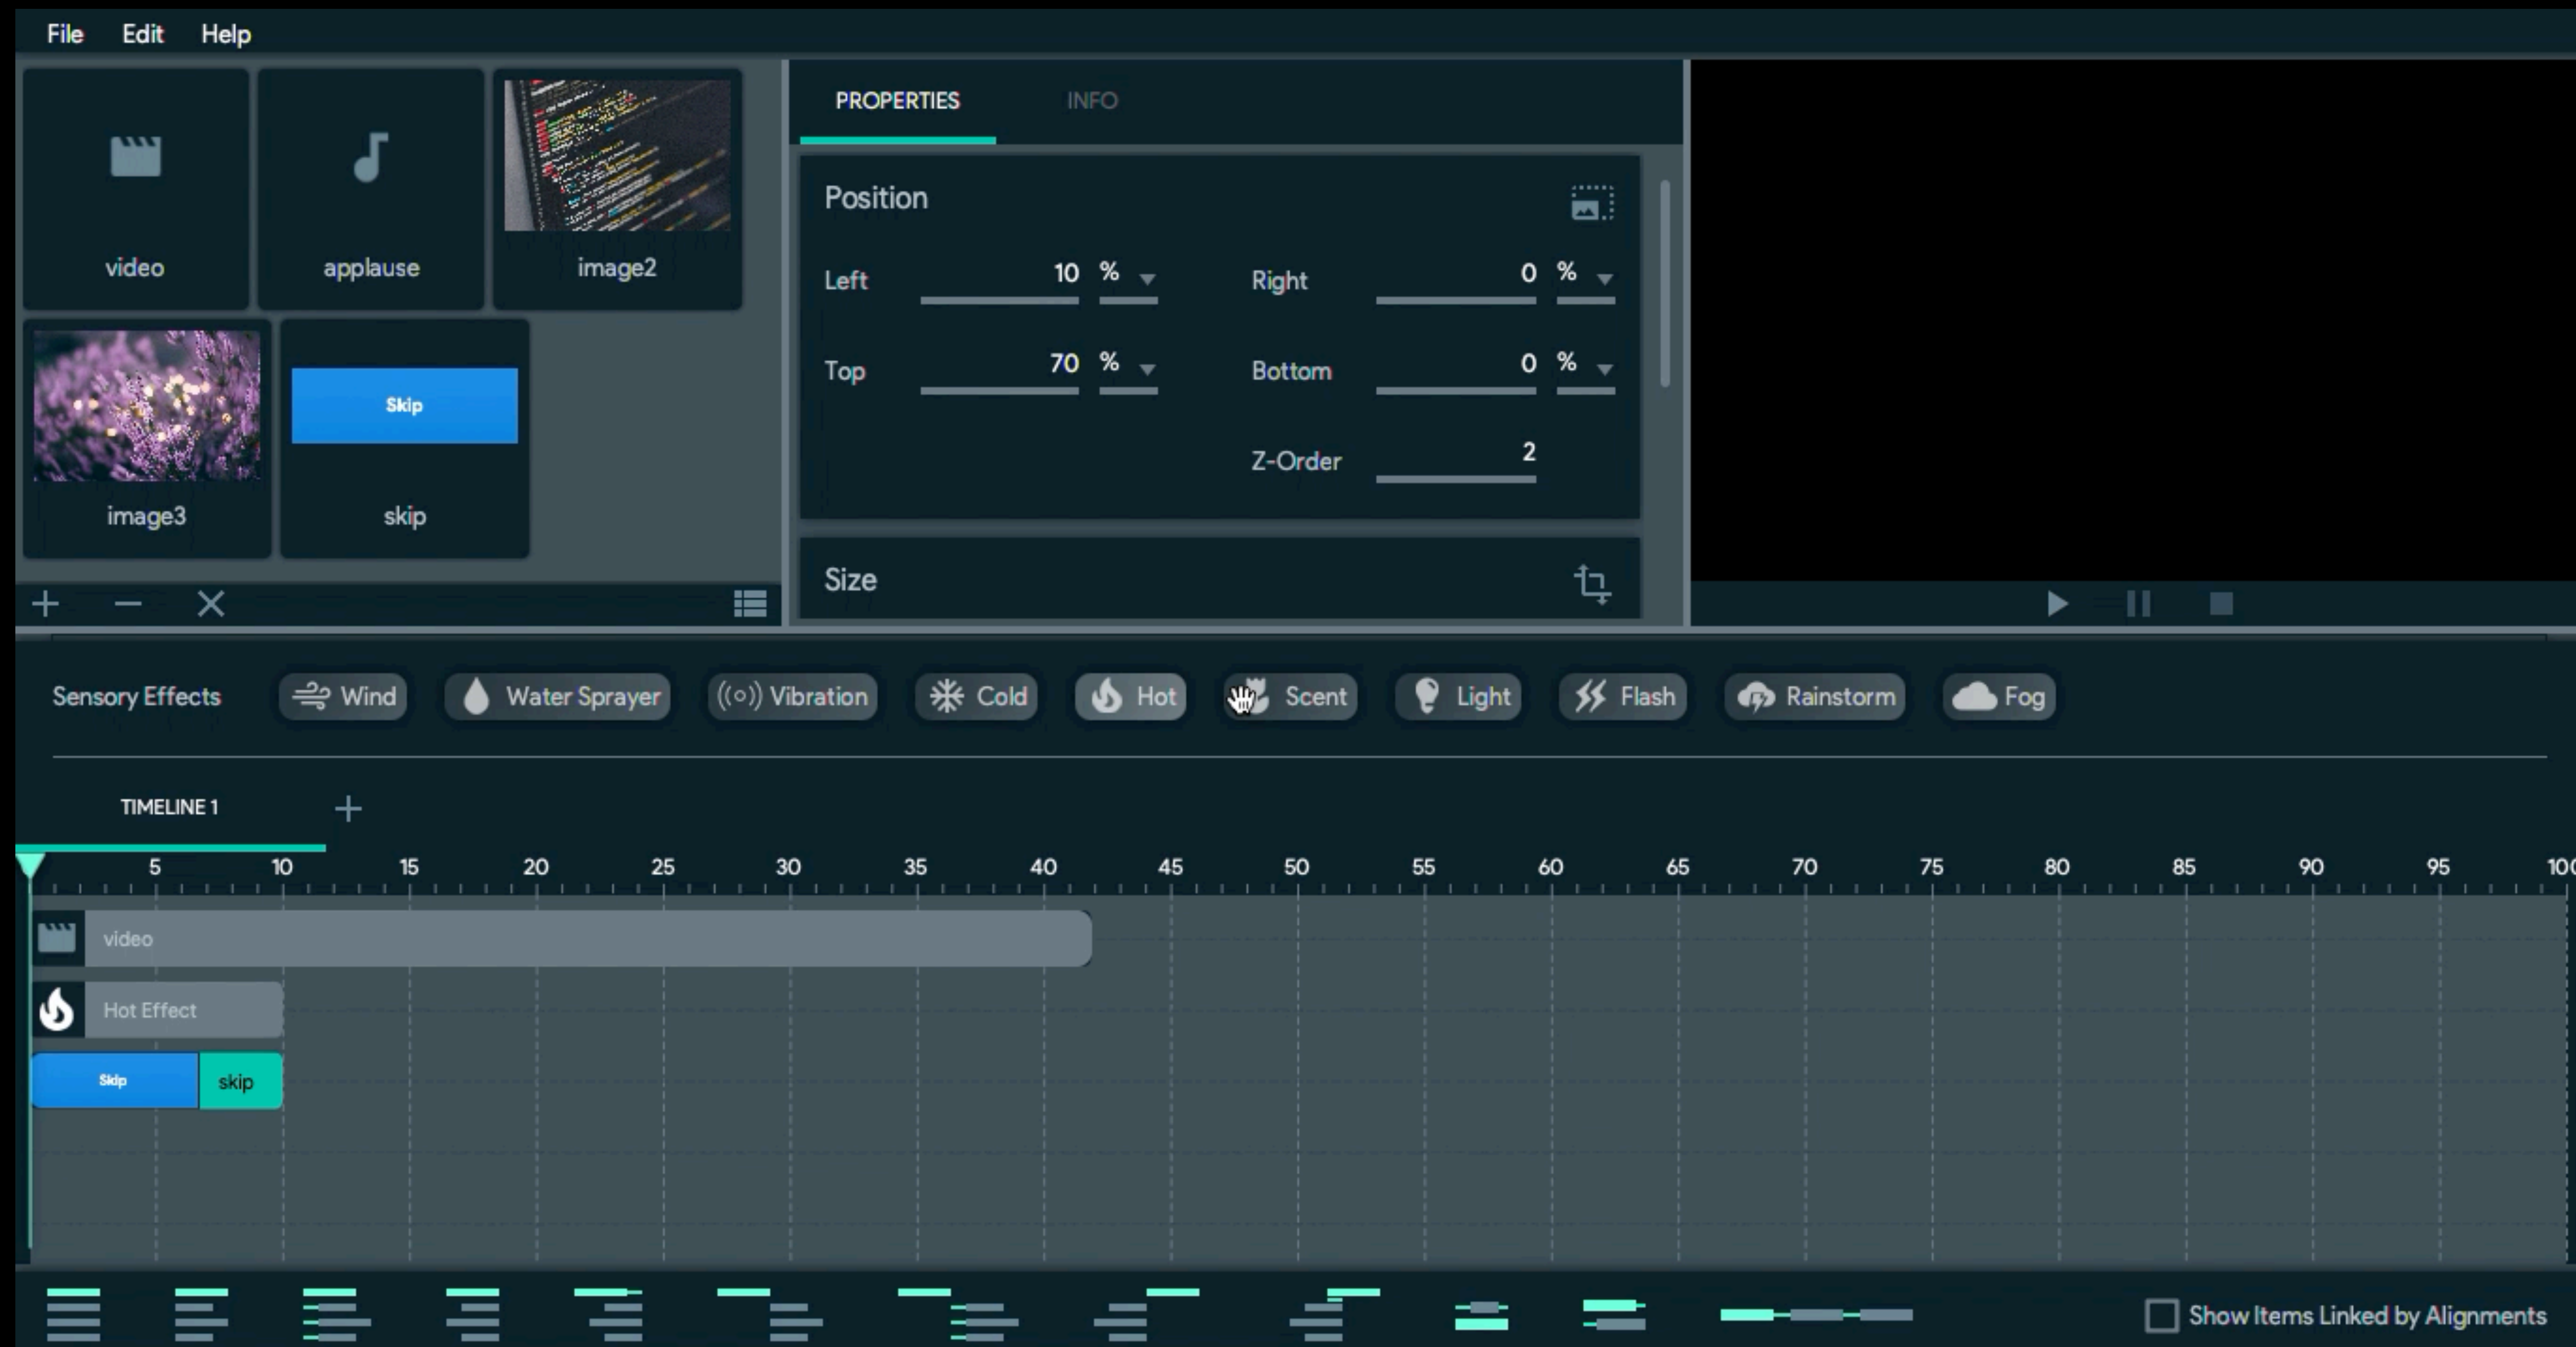 File Edit Help
PROPERTIES INFO
video applause image2
Position
Left 10 % Right 0 %
Top 70 % Bottom 0 %
Z-Order 2
Skip
image3 skip
Size
Sensory Effects Wind Water Sprayer Vibration Cold Hot Scent Light Flash Rainstorm Fog
TIMELINE 1
5 10 15 20 25 30 35 40 45 50 55 60 65 70 75 80 85 90 95 100
video
Hot Effect
Skip skip
Show Items Linked by Alignments